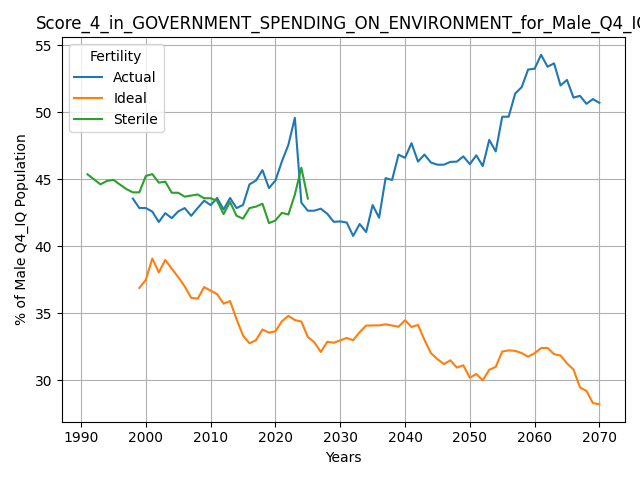 Score_4_in_GOVERNMENT_SPENDING_ON_ENVIRONMENT_for_Male_Q4_IQ
Fertility
Actual
Ideal
Sterile
% of Male Q4_IQ Population
55
50
45
40
35
30
1990 2000 2010 2020 2030 2040 2050 2060 2070
Years